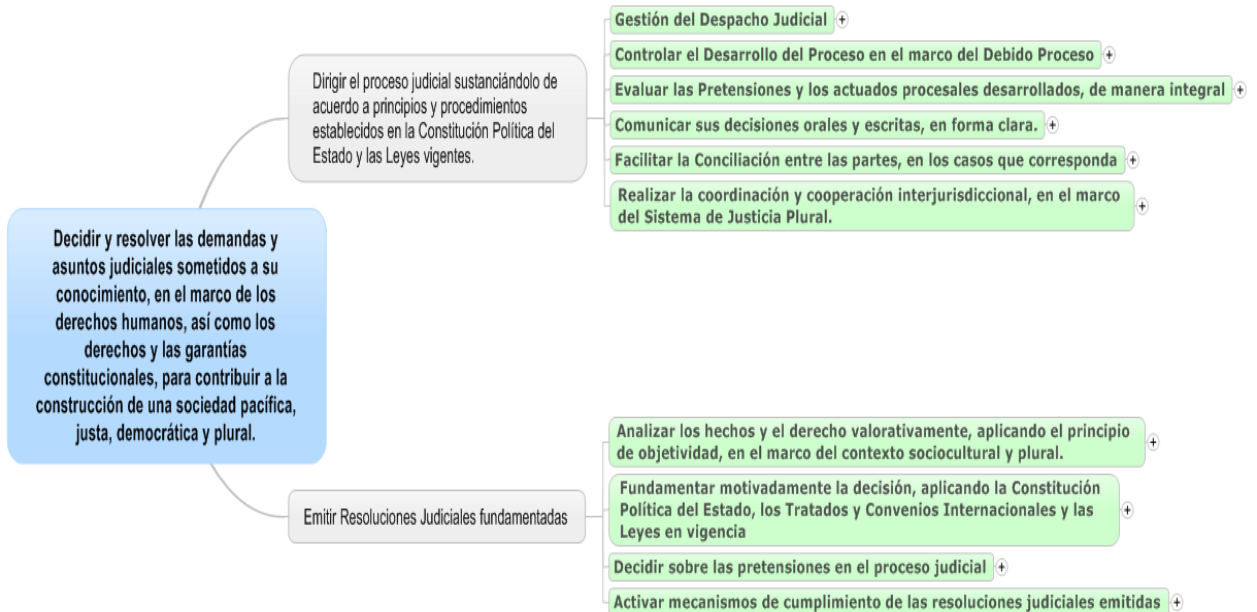 Decidir y resolver las demandas y
asuntos judiciales sometidos a su
conocimiento, en el marco de los
derechos humanos, así como los
derechos y las garantías
constitucionales, para contribuir a la
construcción de una sociedad pacífica,
justa, democrática y plural.
Dirigir el proceso judicial sustanciándolo de
acuerdo a principios y procedimientos
establecidos en la Constitución Política del
Estado y las Leyes vigentes.
Gestión del Despacho Judicial
Controlar el Desarrollo del Proceso en el marco del Debido Proceso
Evaluar las Pretensiones y los actuados procesales desarrollados, de manera integral
Comunicar sus decisiones orales y escritas, en forma clara.
Facilitar la Conciliación entre las partes, en los casos que corresponda
Realizar la coordinación y cooperación interjurisdiccional, en el marco
del Sistema de Justicia Plural.
Emitir Resoluciones Judiciales fundamentadas
Analizar los hechos y el derecho valorativamente, aplicando el principio
de objetividad, en el marco del contexto sociocultural y plural.
Fundamentar motivadamente la decisión, aplicando la Constitución
Política del Estado, los Tratados y Convenios Internacionales y las
Leyes en vigencia
Decidir sobre las pretensiones en el proceso judicial
Activar mecanismos de cumplimiento de las resoluciones judiciales emitidas